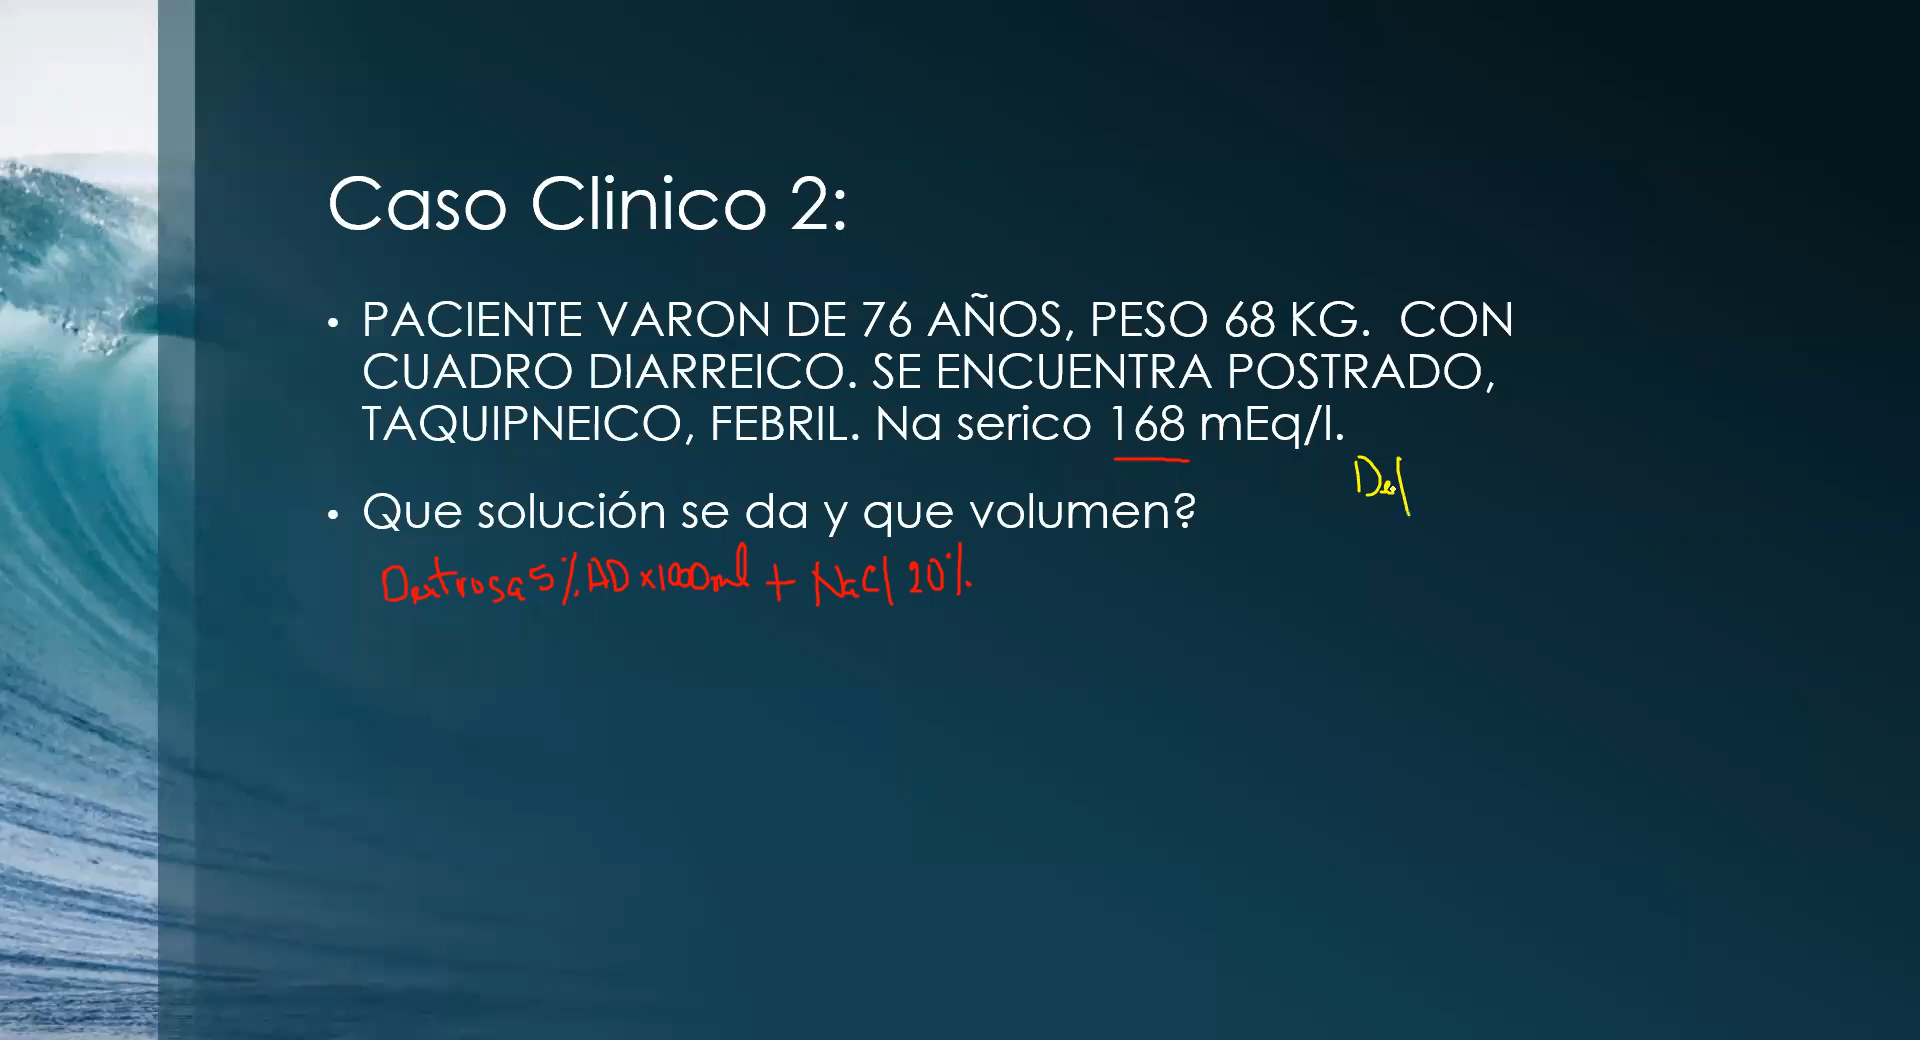 Caso Clinico 2:
• PACIENTE VARON DE 76 AÑOS, PESO 68 KG. CON
CUADRO DIARREICO. SE ENCUENTRA POSTRADO,
TAQUIPNEICO, FEBRIL. Na serico 168 mEq/l.
• Que solución se da y que volumen?
Dextrosa 5% AD x 1000ml + NaCl 20%